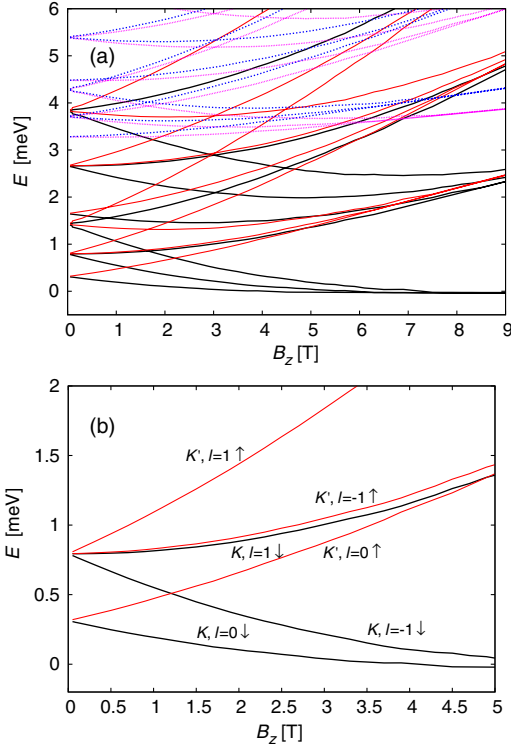 6
5
4
3
2
1
0
E [meV]
(a)
0 1 2 3 4 5 6 7 8 9
B_z [T]
2
1.5
1
0.5
0
E [meV]
(b)
K', l=1↑
K', l=-1↑
K, l=1↓
K', l=0↑
K, l=0↓
K, l=-1↓
0 0.5 1 1.5 2 2.5 3 3.5 4 4.5 5
B_z [T]